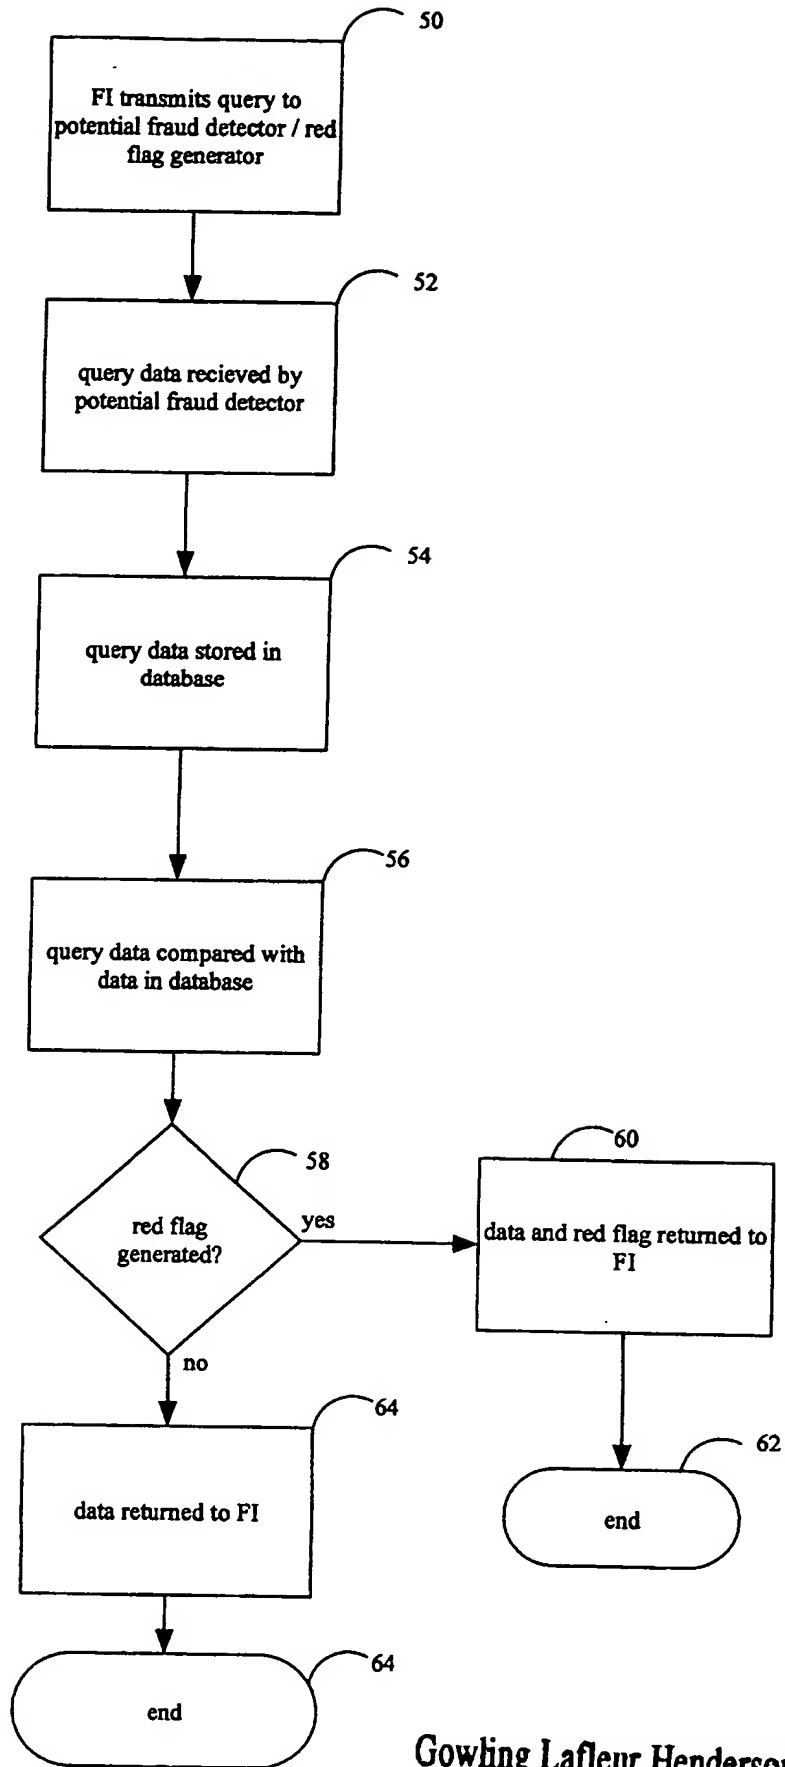 50
FI transmits query to
potential fraud detector / red
flag generator
52
query data recieved by
potential fraud detector
54
query data stored in
database
56
query data compared with
data in database
58
red flag
generated?
yes
60
data and red flag returned to
FI
no
64
data returned to FI
62
end
64
end
Gowling Lafleur Henderson